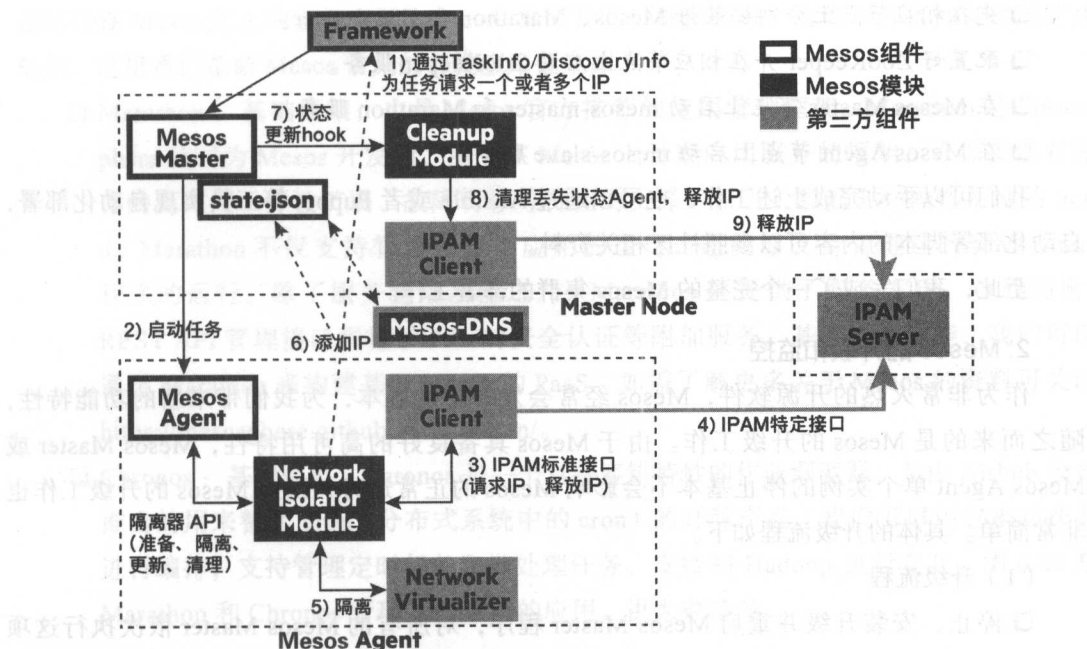 Framework
1) 通过TaskInfo/DiscoveryInfo
为任务请求一个或者多个IP
Mesos组件
Mesos模块
第三方组件
Mesos
Master
7) 状态
更新hook
Cleanup
Module
state.json
8) 清理丢失状态Agent，释放IP
9) 释放IP
IPAM
Client
Mesos-DNS
Master Node
IPAM
Server
2) 启动任务
6) 添加IP
Mesos
Agent
IPAM
Client
4) IPAM特定接口
Network
Isolator
Module
3) IPAM标准接口
(请求IP、释放IP)
隔离器 API
(准备、隔离、
更新、清理)
5) 隔离
Network
Virtualizer
Mesos Agent